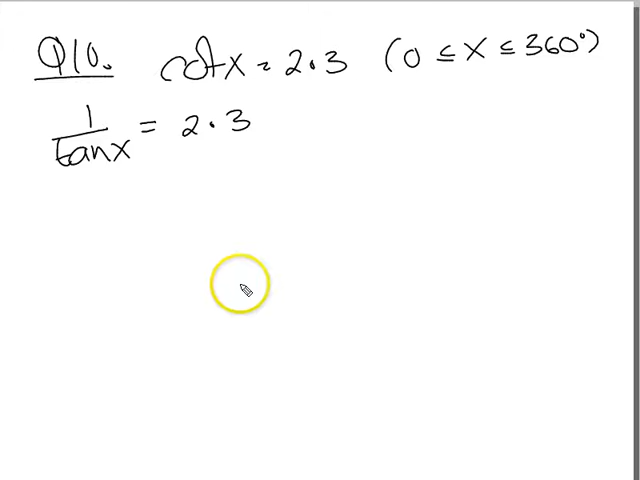 Q10. cotx = 2.3 (0 ≤ x ≤ 360°)
1/tanx = 2.3